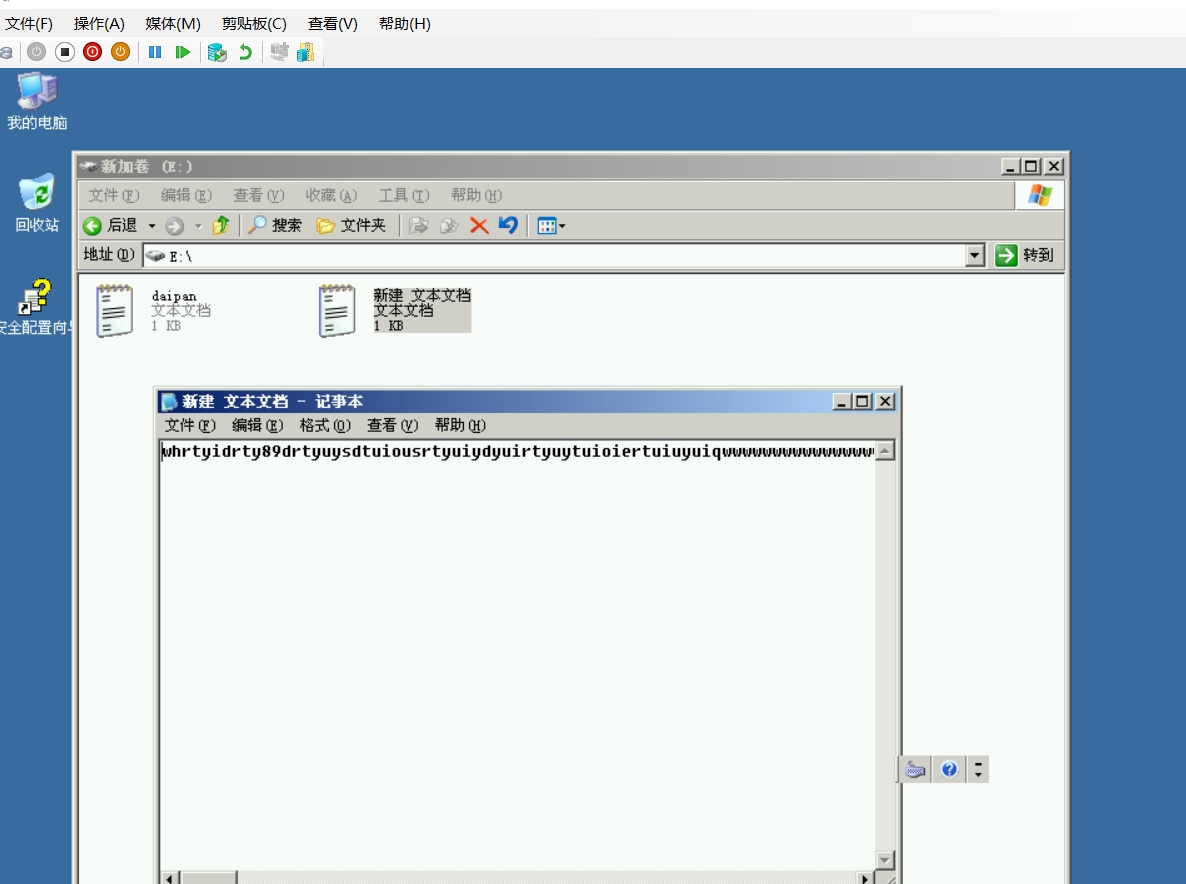 文件(F) 操作(A) 媒体(M) 剪贴板(C) 查看(V) 帮助(H)
我的电脑
新加卷 (E:)
文件(F) 编辑(E) 查看(V) 收藏(A) 工具(T) 帮助(H)
回收站
后退 搜索 文件夹
地址(D) E:\ 转到
daipan
文本文档
1 KB
新建 文本文档
文本文档
1 KB
安全配置向
新建 文本文档 - 记事本
文件(F) 编辑(E) 格式(O) 查看(V) 帮助(H)
whrtyidrty89drtyuysdtuiousrtyuiydyuirtyuytuioiertuiuyuiqwwwwwwwwwwwwwww